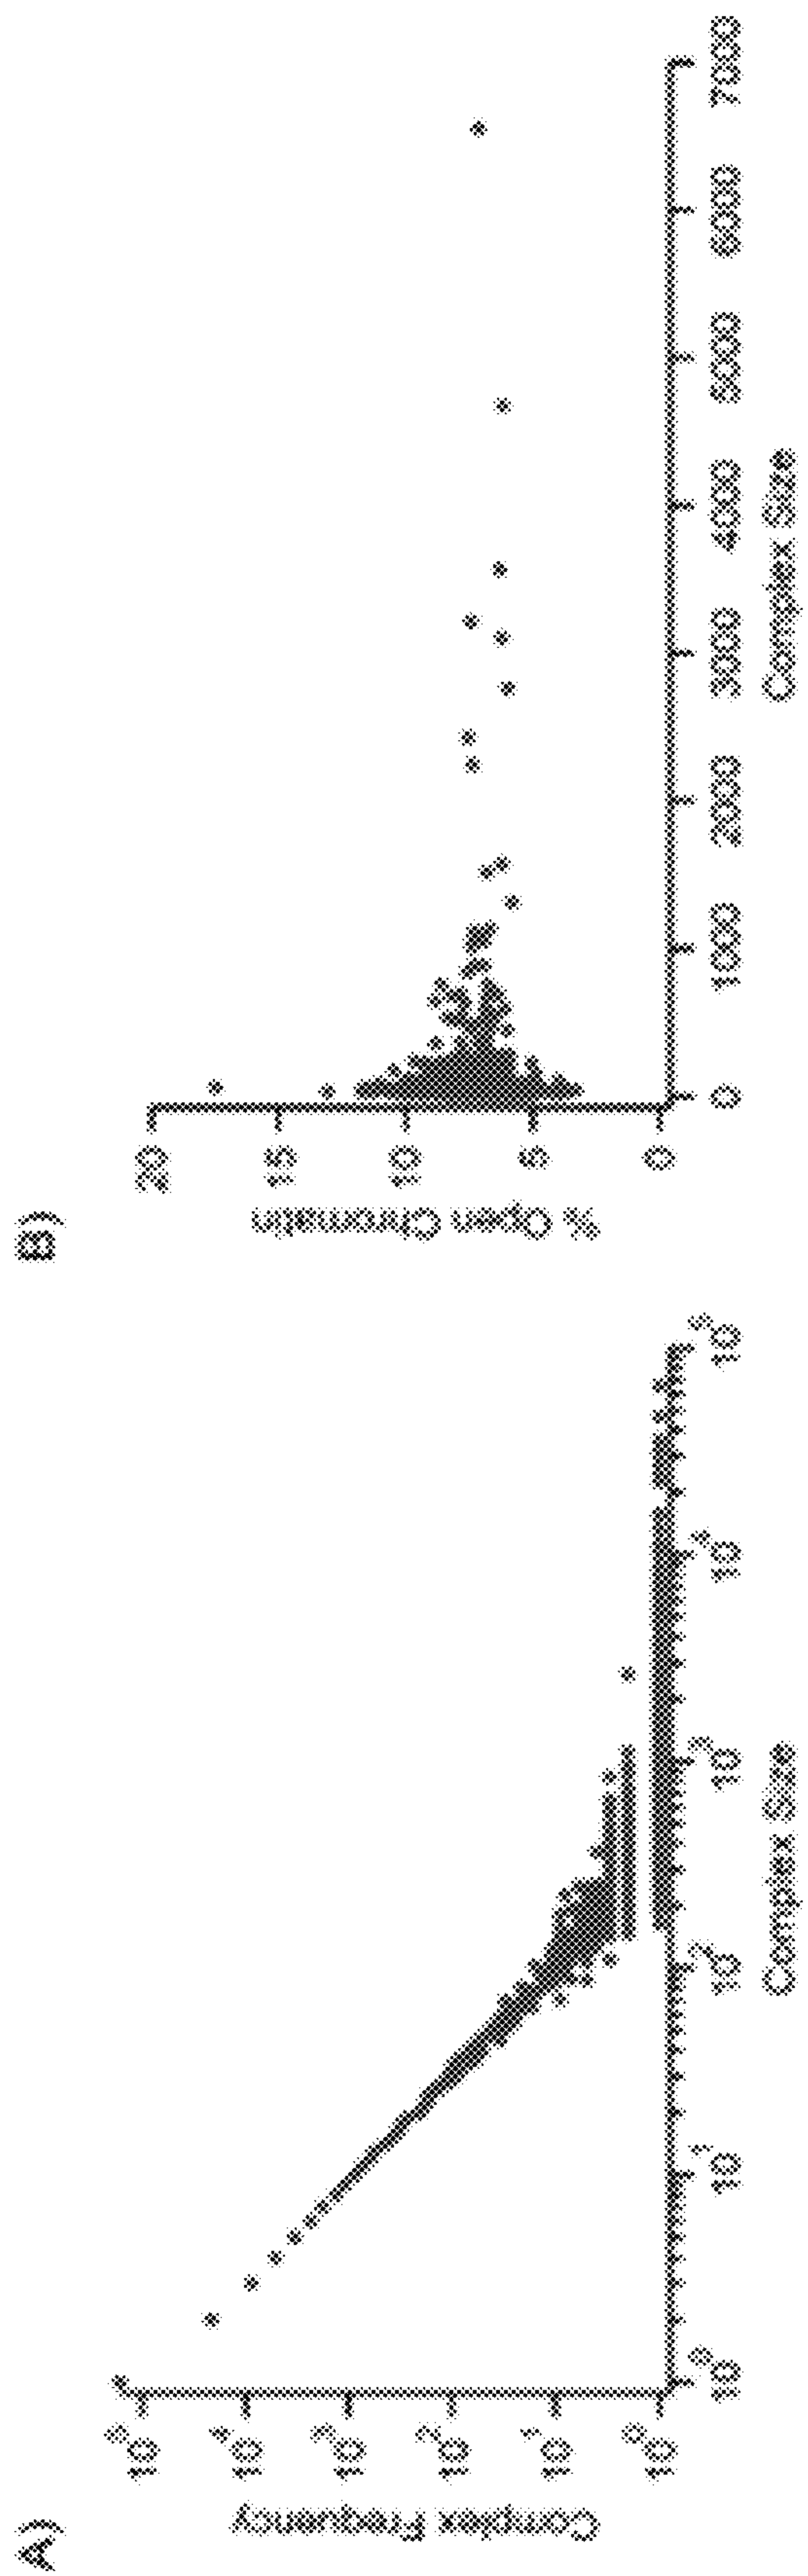 A)
Complex Frequency
10^5
10^4
10^3
10^2
10^1
10^0
10^0 10^1 10^2 10^3 10^4 10^5
Complex Size
B)
% Open Chromatin
20
15
10
5
0
0 1000 2000 3000 4000 5000 6000 7000
Complex Size